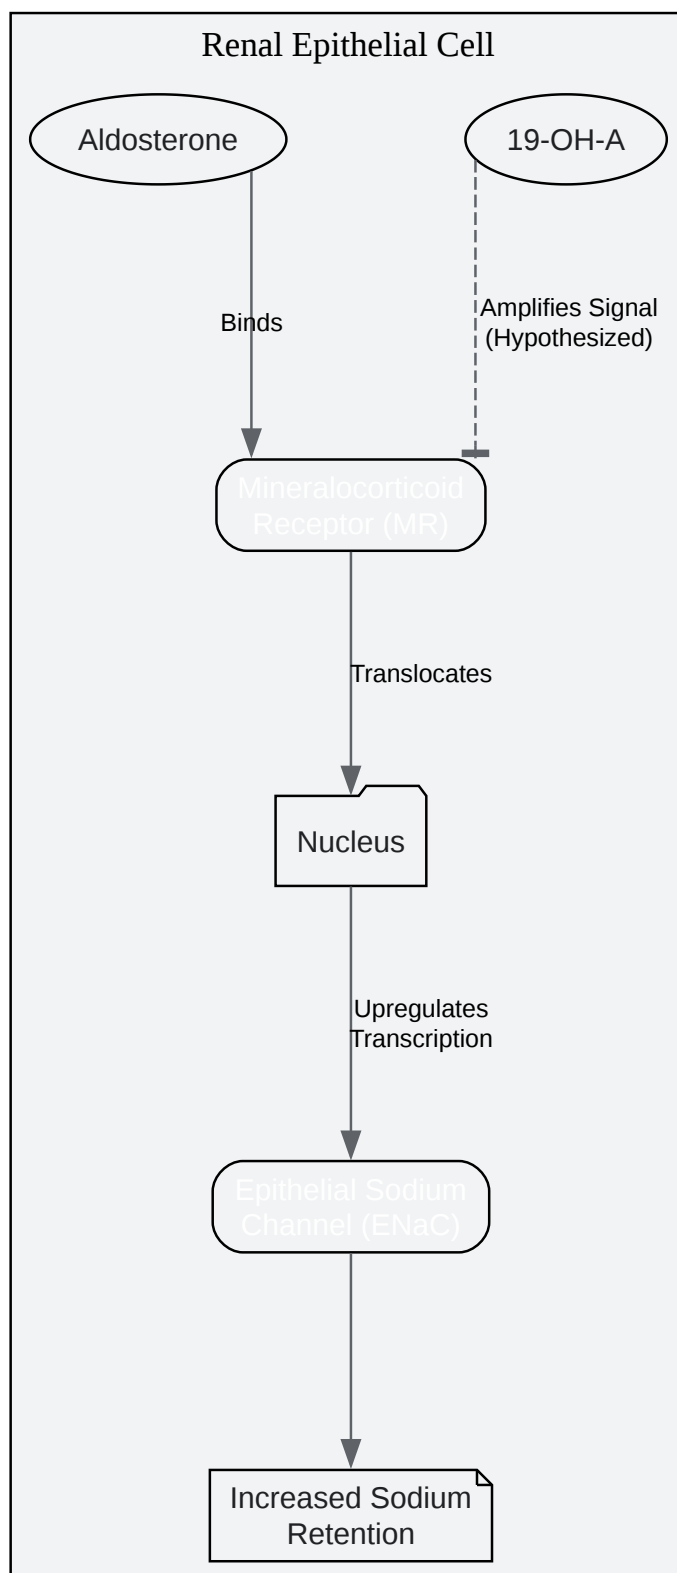 Renal Epithelial Cell
Aldosterone
19-OH-A
Binds
Amplifies Signal
(Hypothesized)
Mineralocorticoid
Receptor (MR)
Translocates
Nucleus
Upregulates
Transcription
Epithelial Sodium
Channel (ENaC)
Increased Sodium
Retention